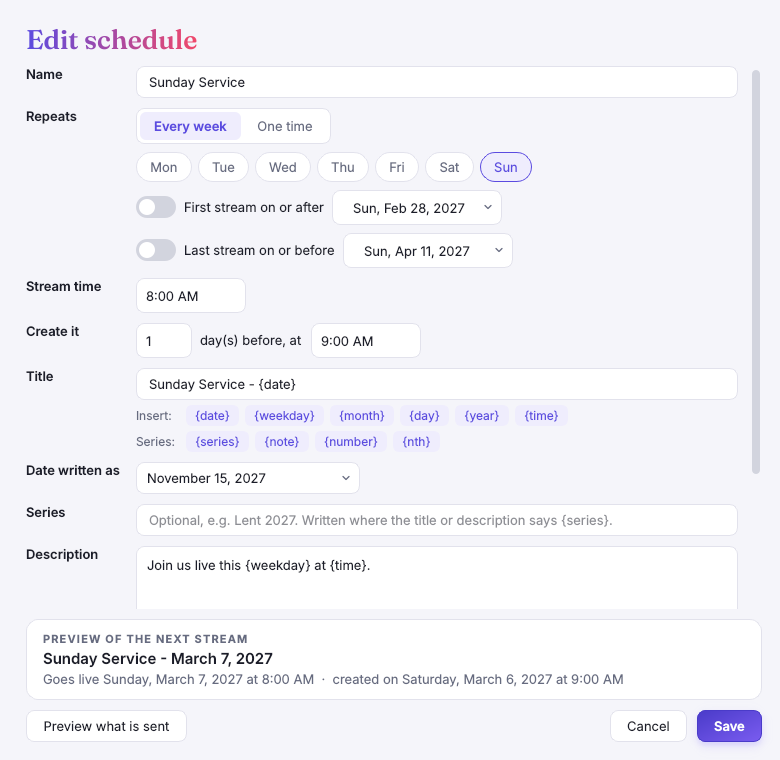 Edit schedule
Name
Sunday Service
Repeats
Every week One time
Mon Tue Wed Thu Fri Sat Sun
First stream on or after Sun, Feb 28, 2027
Last stream on or before Sun, Apr 11, 2027
Stream time
8:00 AM
Create it
1 day(s) before, at 9:00 AM
Title
Sunday Service - {date}
Insert: {date} {weekday} {month} {day} {year} {time}
Series: {series} {note} {number} {nth}
Date written as
November 15, 2027
Series
Optional, e.g. Lent 2027. Written where the title or description says {series}.
Description
Join us live this {weekday} at {time}.
PREVIEW OF THE NEXT STREAM
Sunday Service - March 7, 2027
Goes live Sunday, March 7, 2027 at 8:00 AM · created on Saturday, March 6, 2027 at 9:00 AM
Preview what is sent Cancel Save